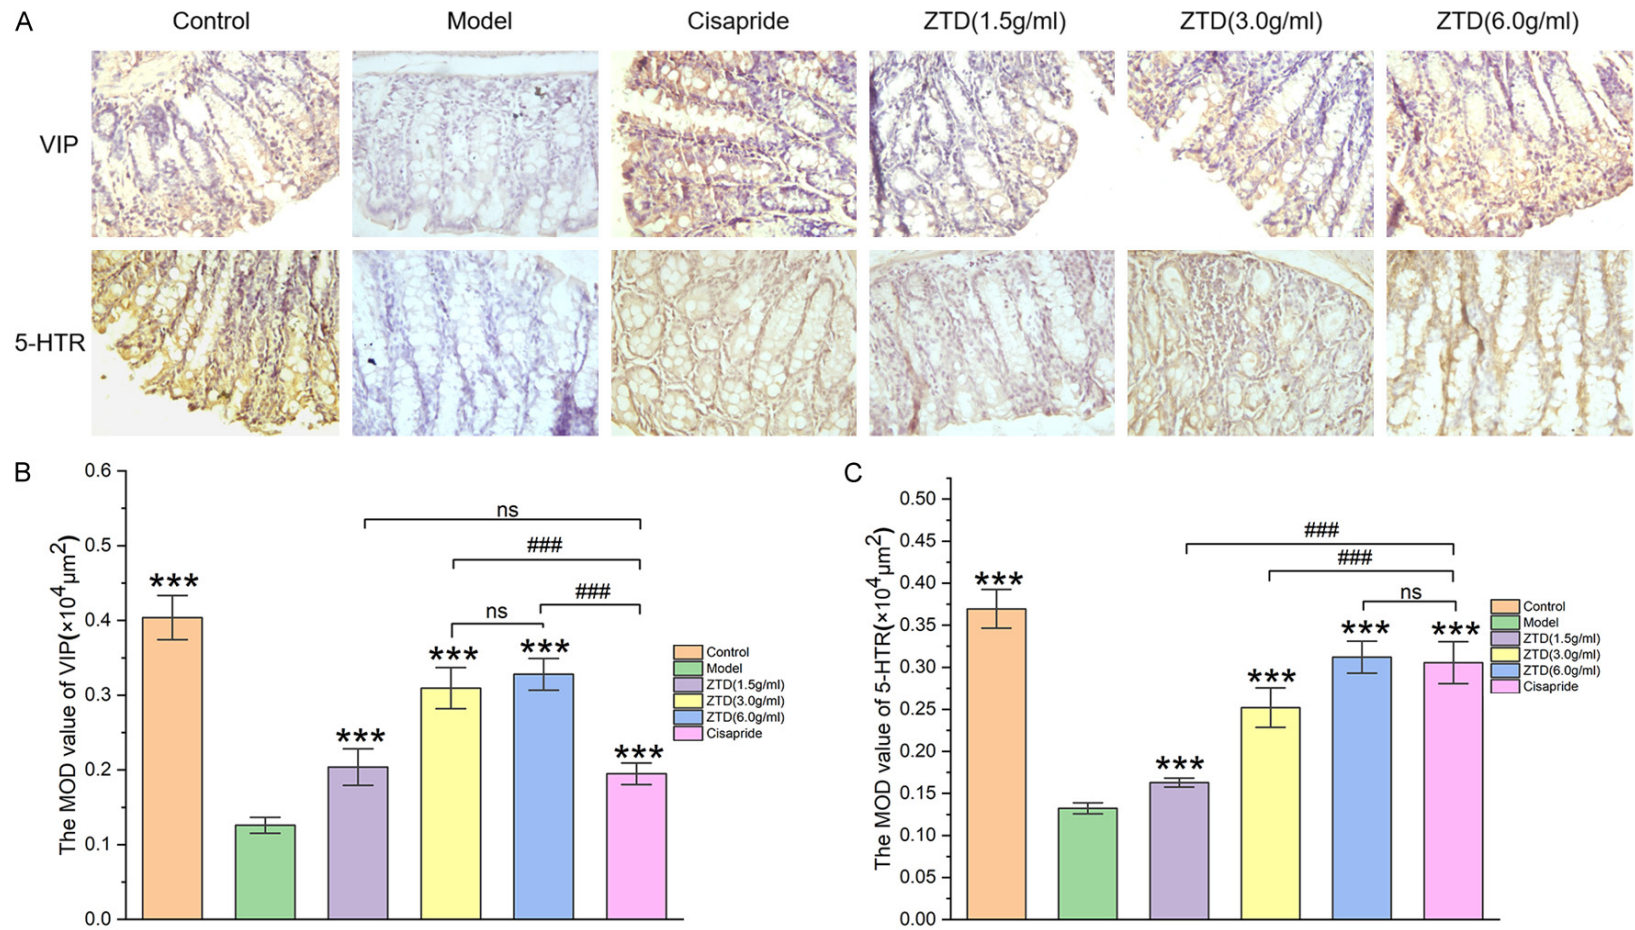 A
Control Model Cisapride ZTD(1.5g/ml) ZTD(3.0g/ml) ZTD(6.0g/ml)
VIP
5-HTR
B
The MOD value of VIP(×10⁴μm²)
0.6
0.5
0.4
0.3
0.2
0.1
0.0
ns
###
###
ns
***
***
***
***
***
Control
Model
ZTD(1.5g/ml)
ZTD(3.0g/ml)
ZTD(6.0g/ml)
Cisapride
C
The MOD value of 5-HTR(×10⁴μm²)
0.50
0.45
0.40
0.35
0.30
0.25
0.20
0.15
0.10
0.05
0.00
###
###
ns
***
***
***
***
***
Control
Model
ZTD(1.5g/ml)
ZTD(3.0g/ml)
ZTD(6.0g/ml)
Cisapride